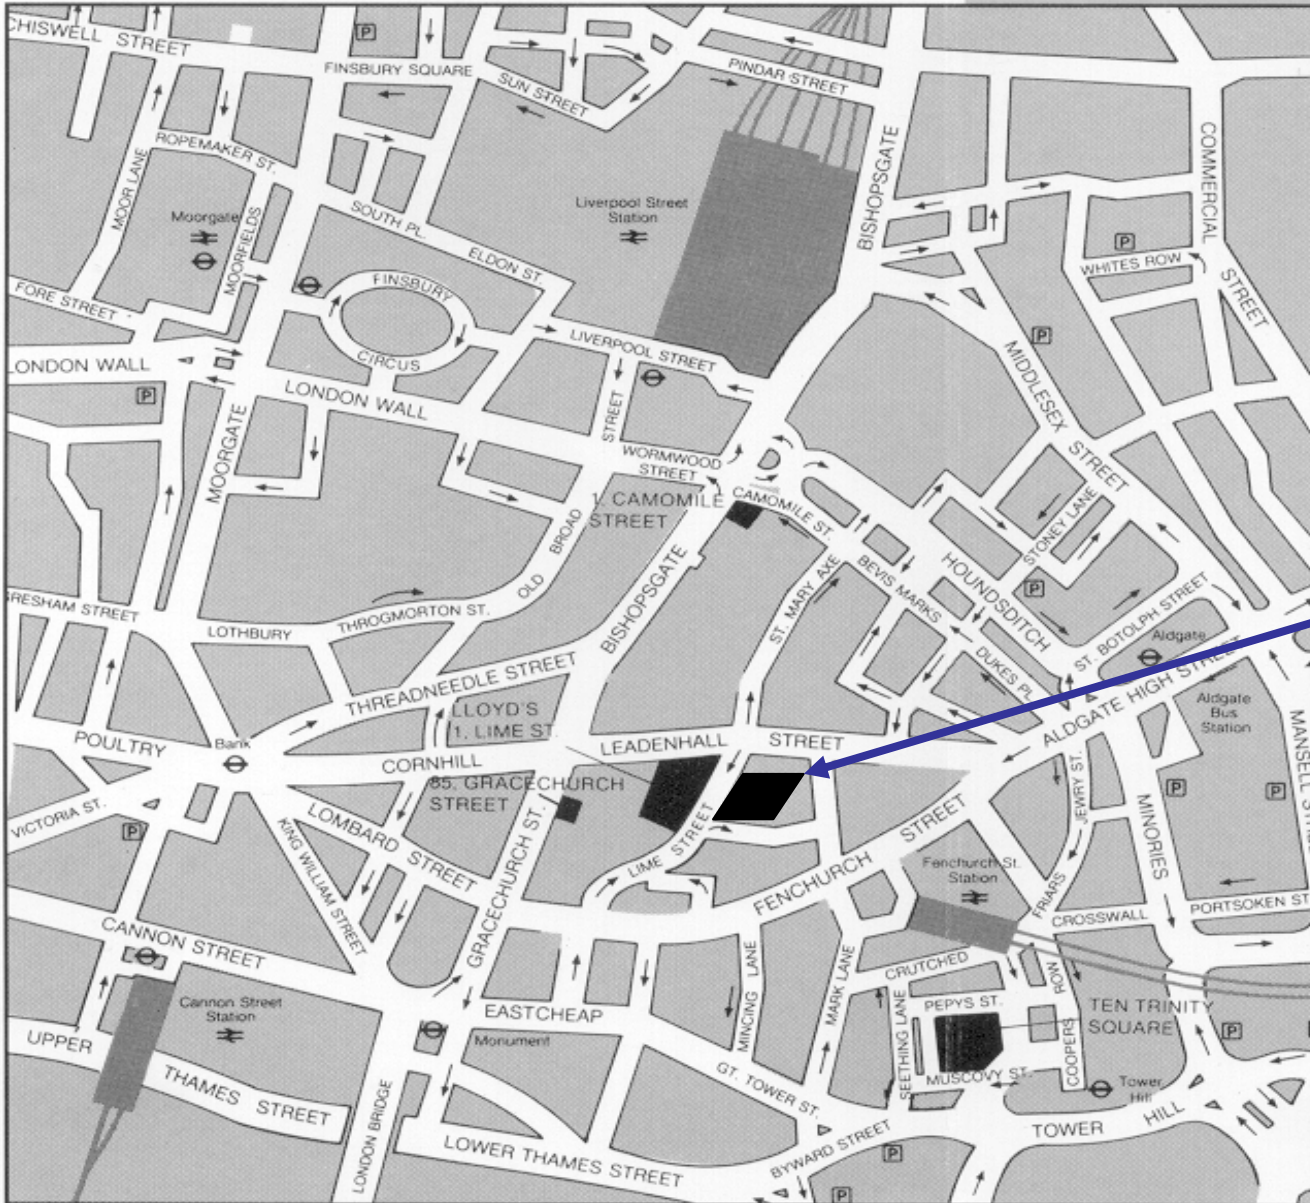 CHISWELL STREET
P
FINSBURY SQUARE
SUN STREET
PINDAR STREET
ROPEMAKER ST.
MOOR LANE
Moorgate
MOORFIELDS
SOUTH PL.
ELDON ST.
Liverpool Street
Station
BISHOPSGATE
COMMERCIAL
STREET
P
WHITES ROW
FORE STREET
FINSBURY
CIRCUS
LIVERPOOL STREET
P
MIDDLESEX
STREET
LONDON WALL
P
LONDON WALL
MOORGATE
STREET
WORMWOOD
STREET
1, CAMOMILE
STREET
CAMOMILE ST.
STONEY LANE
BROAD
OLD
BISHOPSGATE
ST. MARY AXE
BEVIS MARKS
HOUNDSDITCH
P
ST. BOTOLPH STREET
GRESHAM STREET
LOTHBURY
THROGMORTON ST.
THREADNEEDLE STREET
DUKES PL.
Aldgate
ALDGATE HIGH STREET
Aldgate
Bus
Station
MANSELL STREET
LLOYD'S
1, LIME ST.
POULTRY
Bank
CORNHILL
LEADENHALL STREET
85, GRACECHURCH
STREET
JEWRY ST.
MINORIES
P
P
VICTORIA ST.
P
LOMBARD STREET
KING WILLIAM STREET
GRACECHURCH ST.
LIME STREET
FENCHURCH STREET
Fenchurch St.
Station
FRIARS
CROSSWALL
PORTSOKEN ST
CANNON STREET
Cannon Street
Station
EASTCHEAP
Monument
MINCING LANE
MARK LANE
CRUTCHED
ROW
PEPYS ST.
SEETHING LANE
TEN TRINITY
SQUARE
COOPERS
MUSCOVY ST.
P
Tower
Hill
UPPER
THAMES STREET
LONDON BRIDGE
GT. TOWER ST.
LOWER THAMES STREET
BYWARD STREET
P
TOWER HILL
P